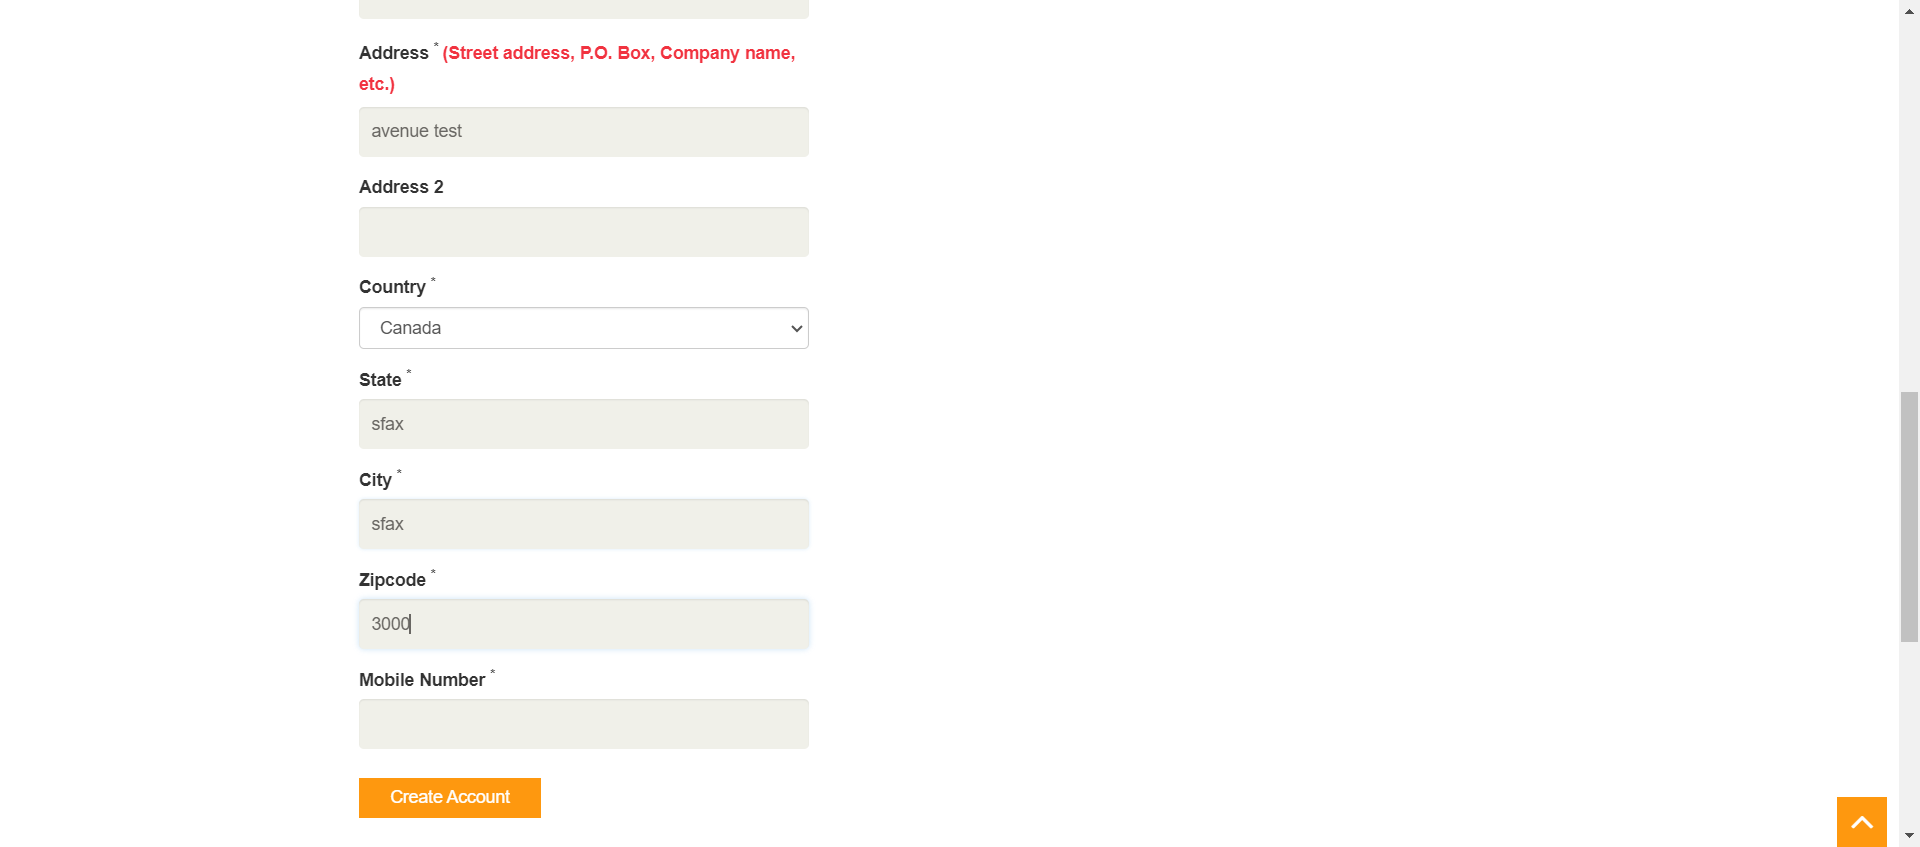 Address * (Street address, P.O. Box, Company name,
etc.)
avenue test
Address 2
Country *
Canada
State *
sfax
City *
sfax
Zipcode *
3000
Mobile Number *
Create Account